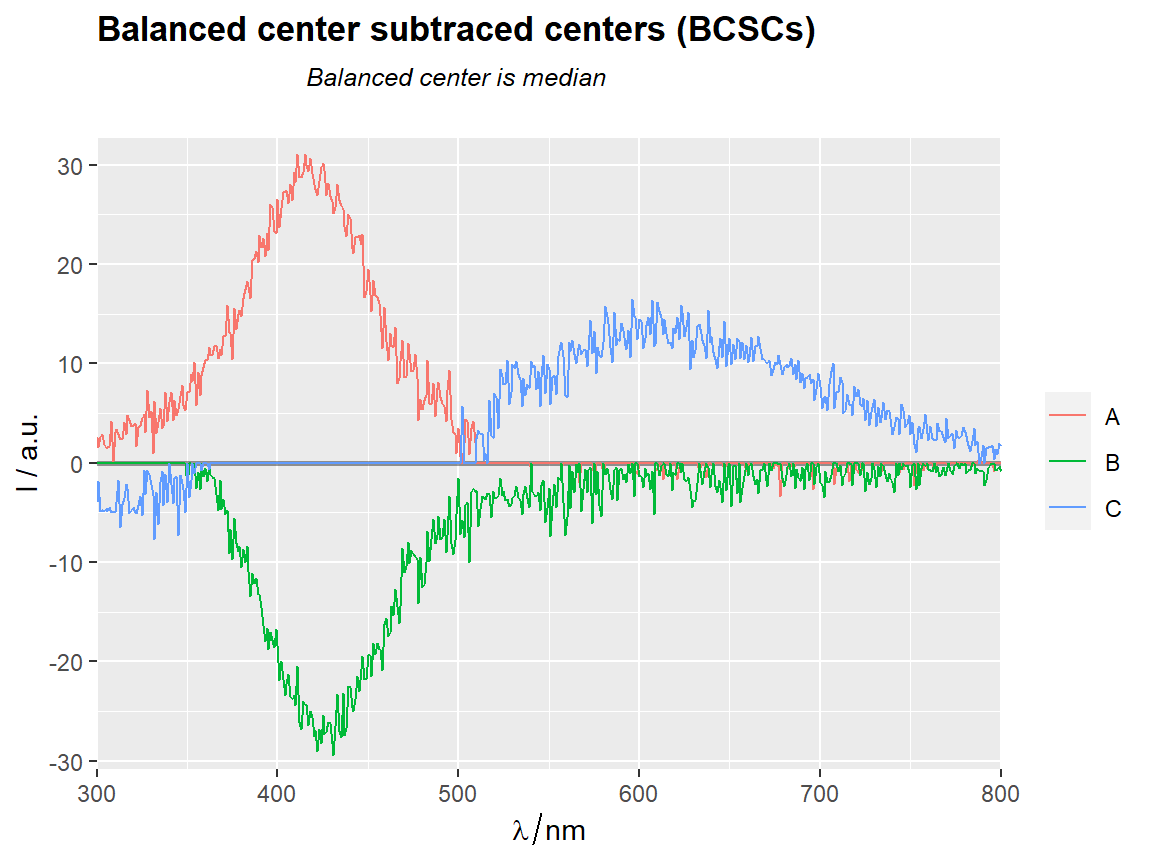 Balanced center subtraced centers (BCSCs)
Balanced center is median
30
20
10
0
-10
-20
-30
I / a.u.
300 400 500 600 700 800
λ/nm
A
B
C